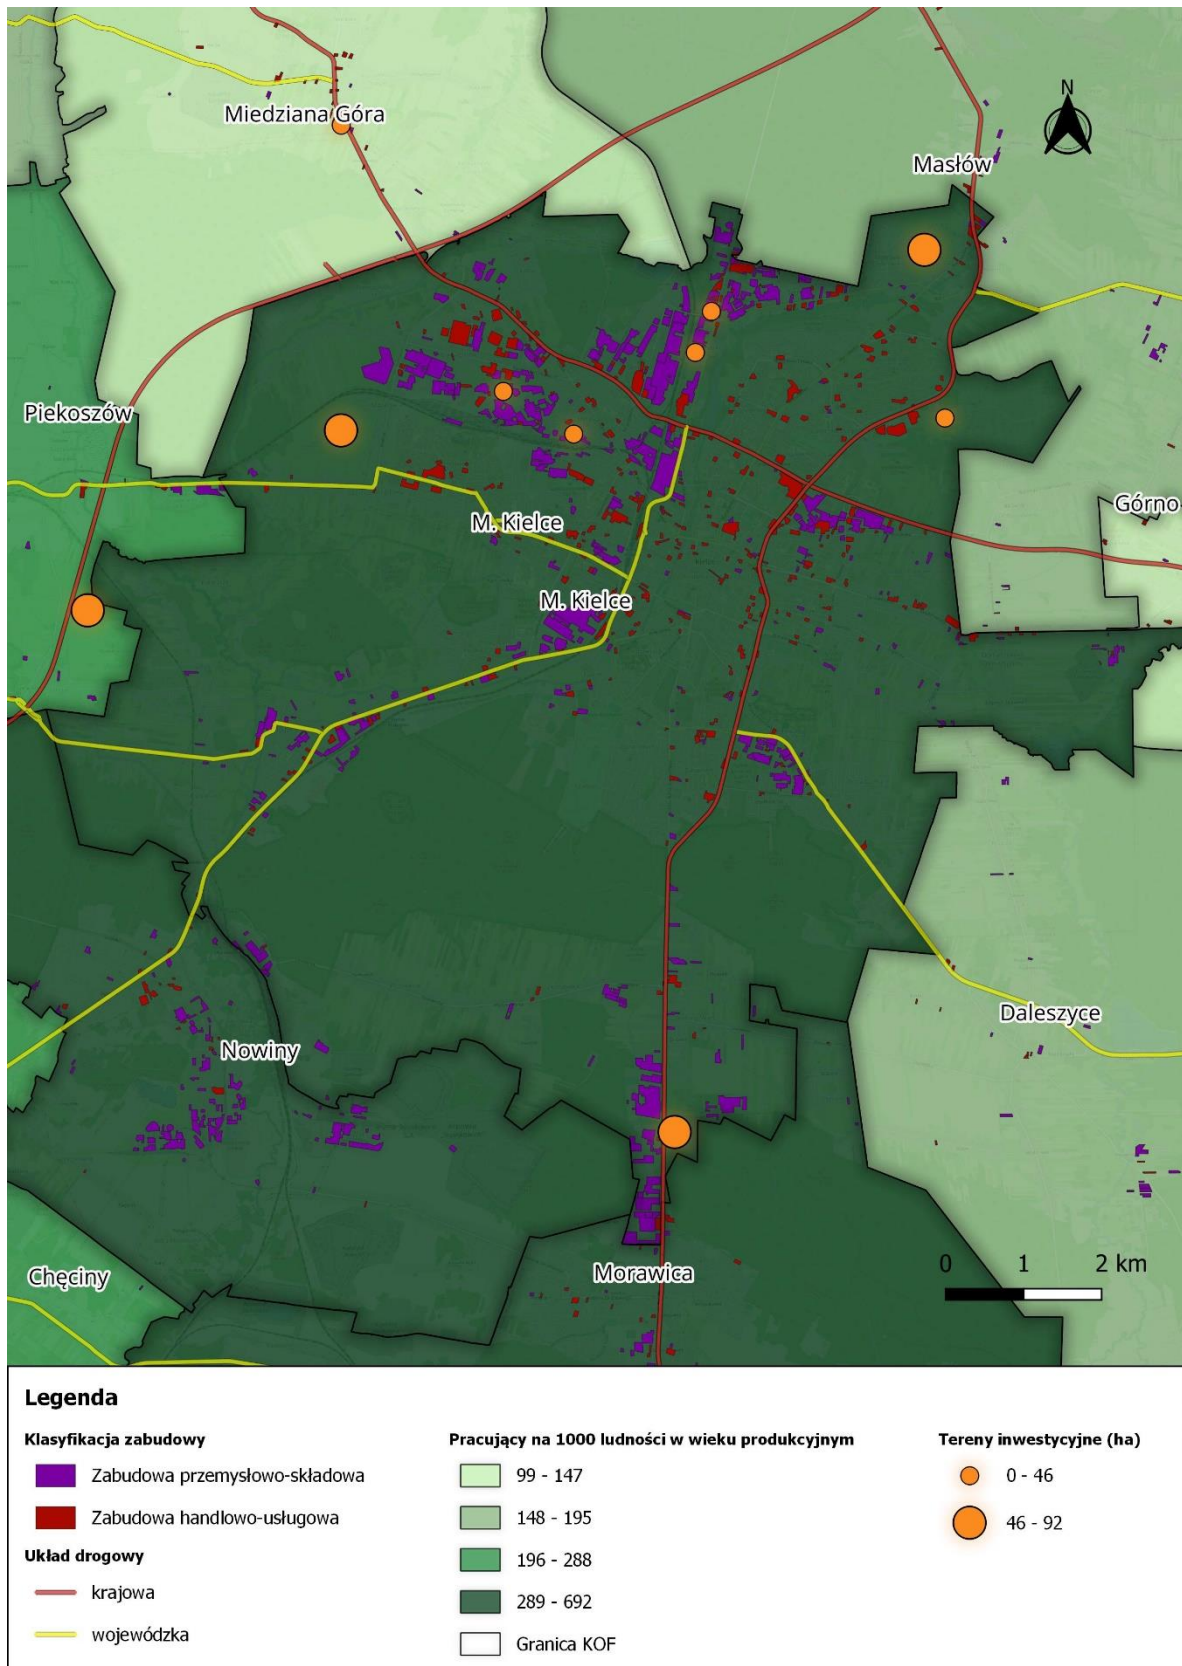 N
Miedziana Góra
Masłów
Piekoszów
Górno
M. Kielce
M. Kielce
Daleszyce
Nowiny
Chęciny
Morawica
0 1 2 km
Legenda
Klasyfikacja zabudowy
Zabudowa przemysłowo-składowa
Zabudowa handlowo-usługowa
Układ drogowy
krajowa
wojewódzka
Pracujący na 1000 ludności w wieku produkcyjnym
99 - 147
148 - 195
196 - 288
289 - 692
Granica KOF
Tereny inwestycyjne (ha)
0 - 46
46 - 92